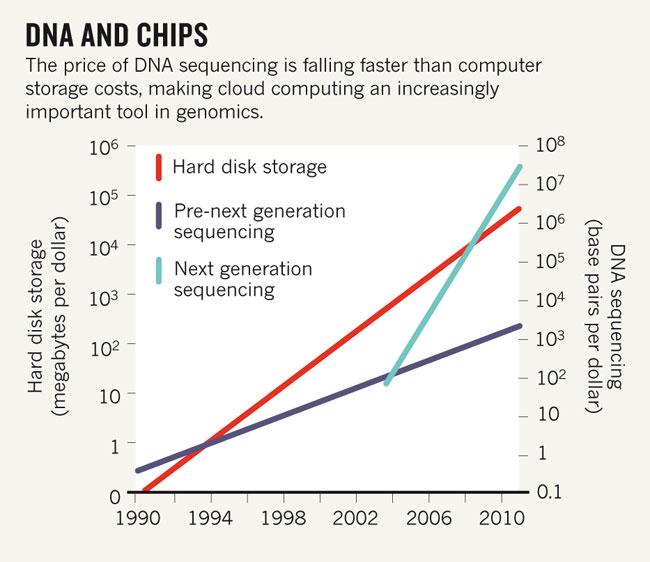 DNA AND CHIPS
The price of DNA sequencing is falling faster than computer
storage costs, making cloud computing an increasingly
important tool in genomics.
Hard disk storage
(megabytes per dollar)
10⁶
10⁵
10⁴
10³
10²
10
1
0
Hard disk storage
Pre-next generation
sequencing
Next generation
sequencing
10⁸
10⁷
10⁶
10⁵
10⁴
10³
10²
10
1
0.1
DNA sequencing
(base pairs per dollar)
1990 1994 1998 2002 2006 2010